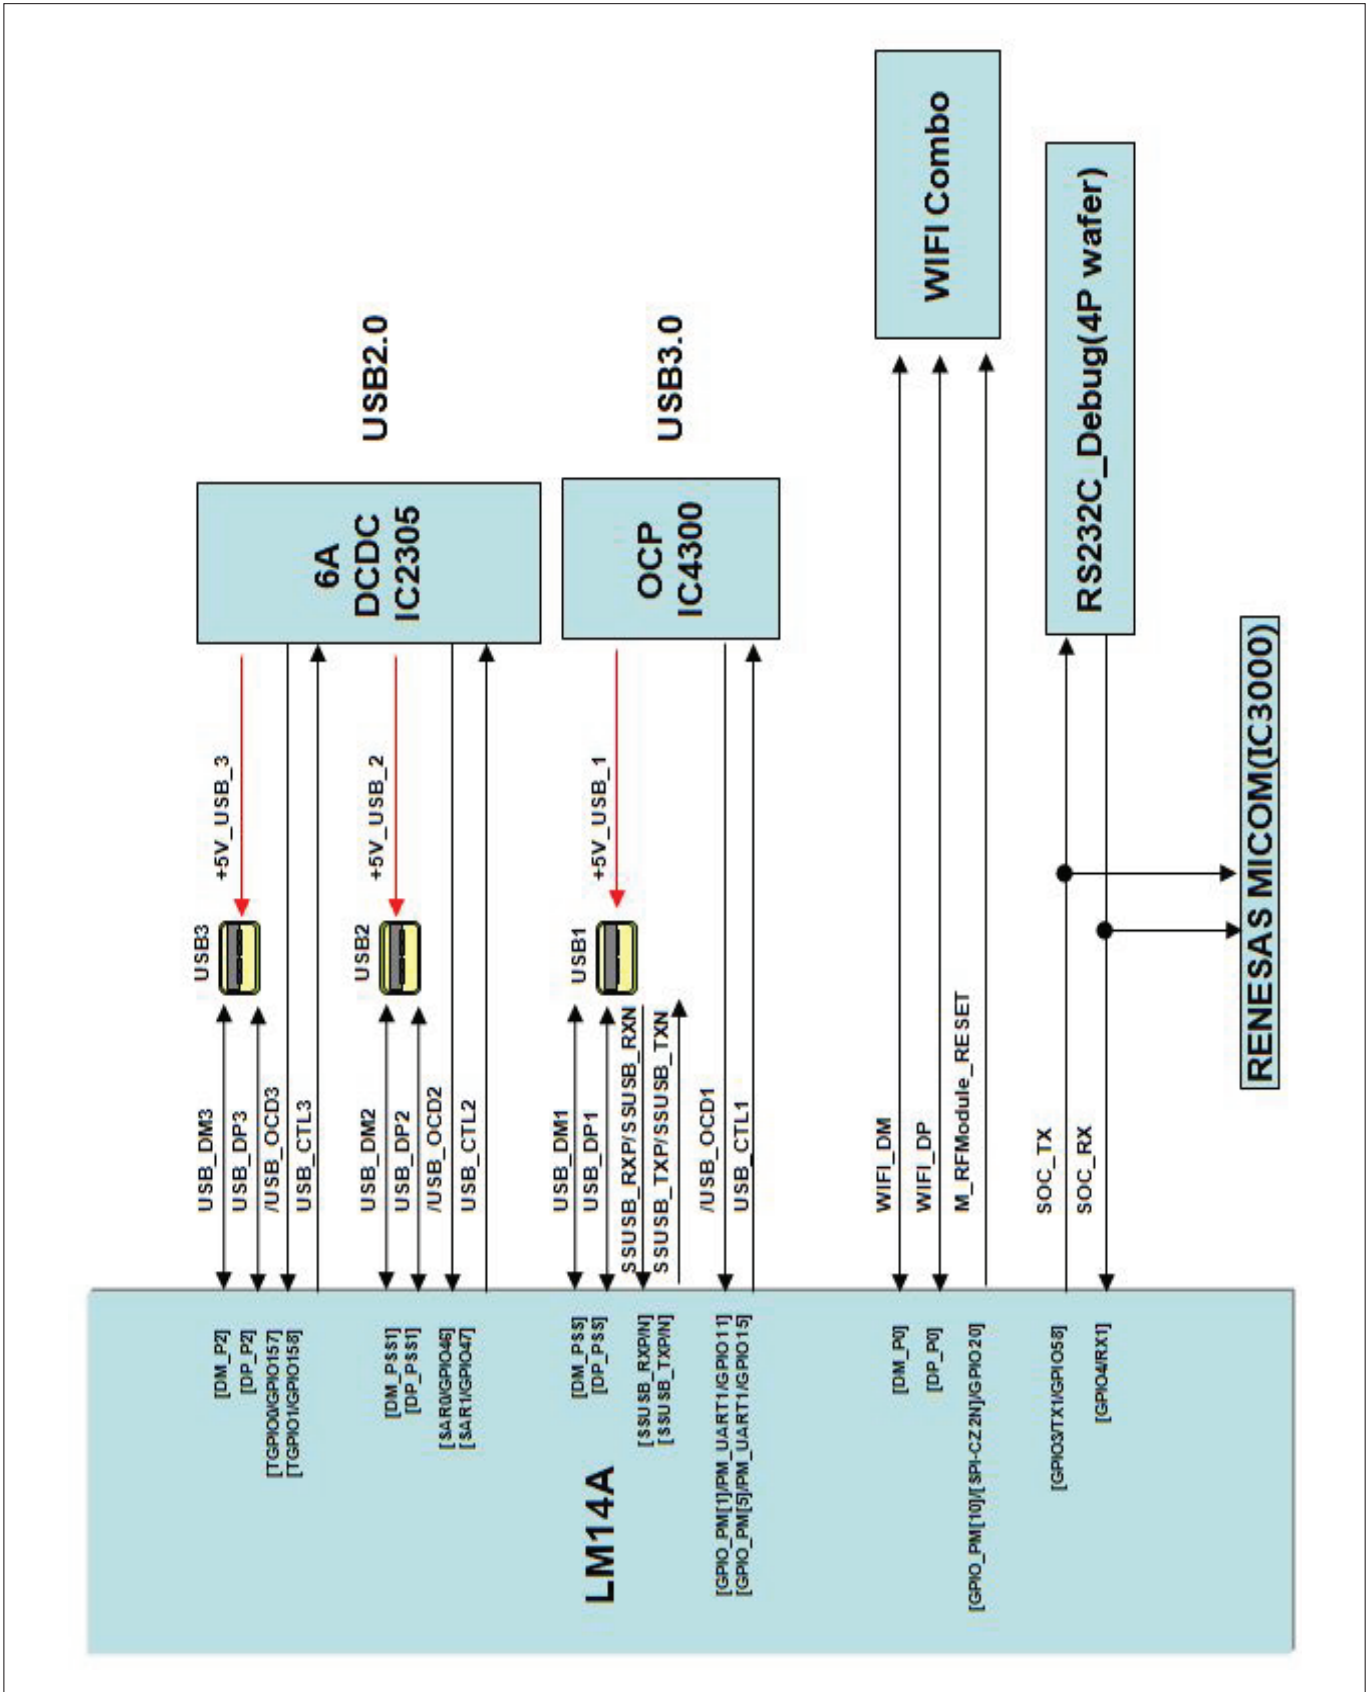 USB2.0
6A
DCDC
IC2305
+5V_USB_3
+5V_USB_2
USB3
USB2
USB_DM3
USB_DP3
/USB_OCD3
USB_CTL3
USB_DM2
USB_DP2
/USB_OCD2
USB_CTL2
[DM_P2]
[DP_P2]
[TGPIO0/GPIO157]
[TGPIO1/GPIO158]
[DM_PSS1]
[DP_PSS1]
[SAR0/GPIO46]
[SAR1/GPIO47]
USB3.0
OCP
IC4300
+5V_USB_1
USB1
USB_DM1
USB_DP1
SSUSB_RXP/SSUSB_RXN
SSUSB_TXP/SSUSB_TXN
/USB_OCD1
USB_CTL1
[DM_PSS]
[DP_PSS]
[SSUSB_RXP/N]
[SSUSB_TXP/N]
[GPIO_PM[1]/PM_UART1/GPIO11]
[GPIO_PM[5]/PM_UART1/GPIO15]
LM14A
WIFI Combo
WIFI_DM
WIFI_DP
M_RFModule_RESET
[DM_P0]
[DP_P0]
[GPIO_PM[10]/[SPI-CZ2N]/GPIO20]
RS232C_Debug(4P wafer)
SOC_TX
SOC_RX
[GPIO3/TX1/GPIO58]
[GPIO4/RX1]
RENESAS MICOM(IC3000)